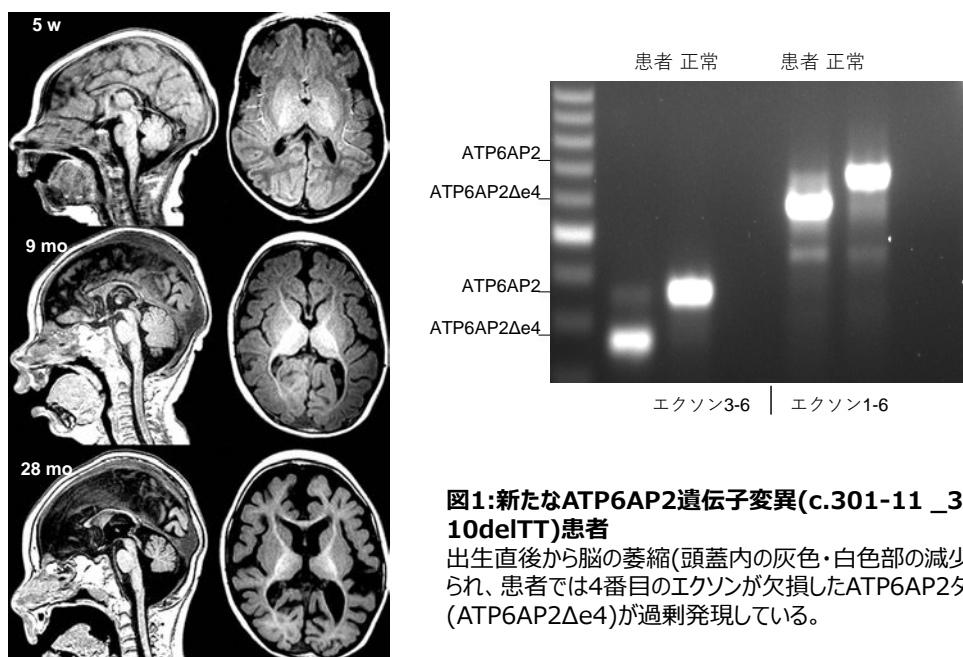 5 w
9 mo
28 mo
患者 正常 患者 正常
ATP6AP2
ATP6AP2Δe4
ATP6AP2
ATP6AP2Δe4
エクソン3-6 エクソン1-6
図1:新たなATP6AP2遺伝子変異(c.301-11 _3
10delTT)患者
出生直後から脳の萎縮(頭蓋内の灰色・白色部の減少
られ、患者では4番目のエクソンが欠損したATP6AP2タ
(ATP6AP2Δe4)が過剰発現している。